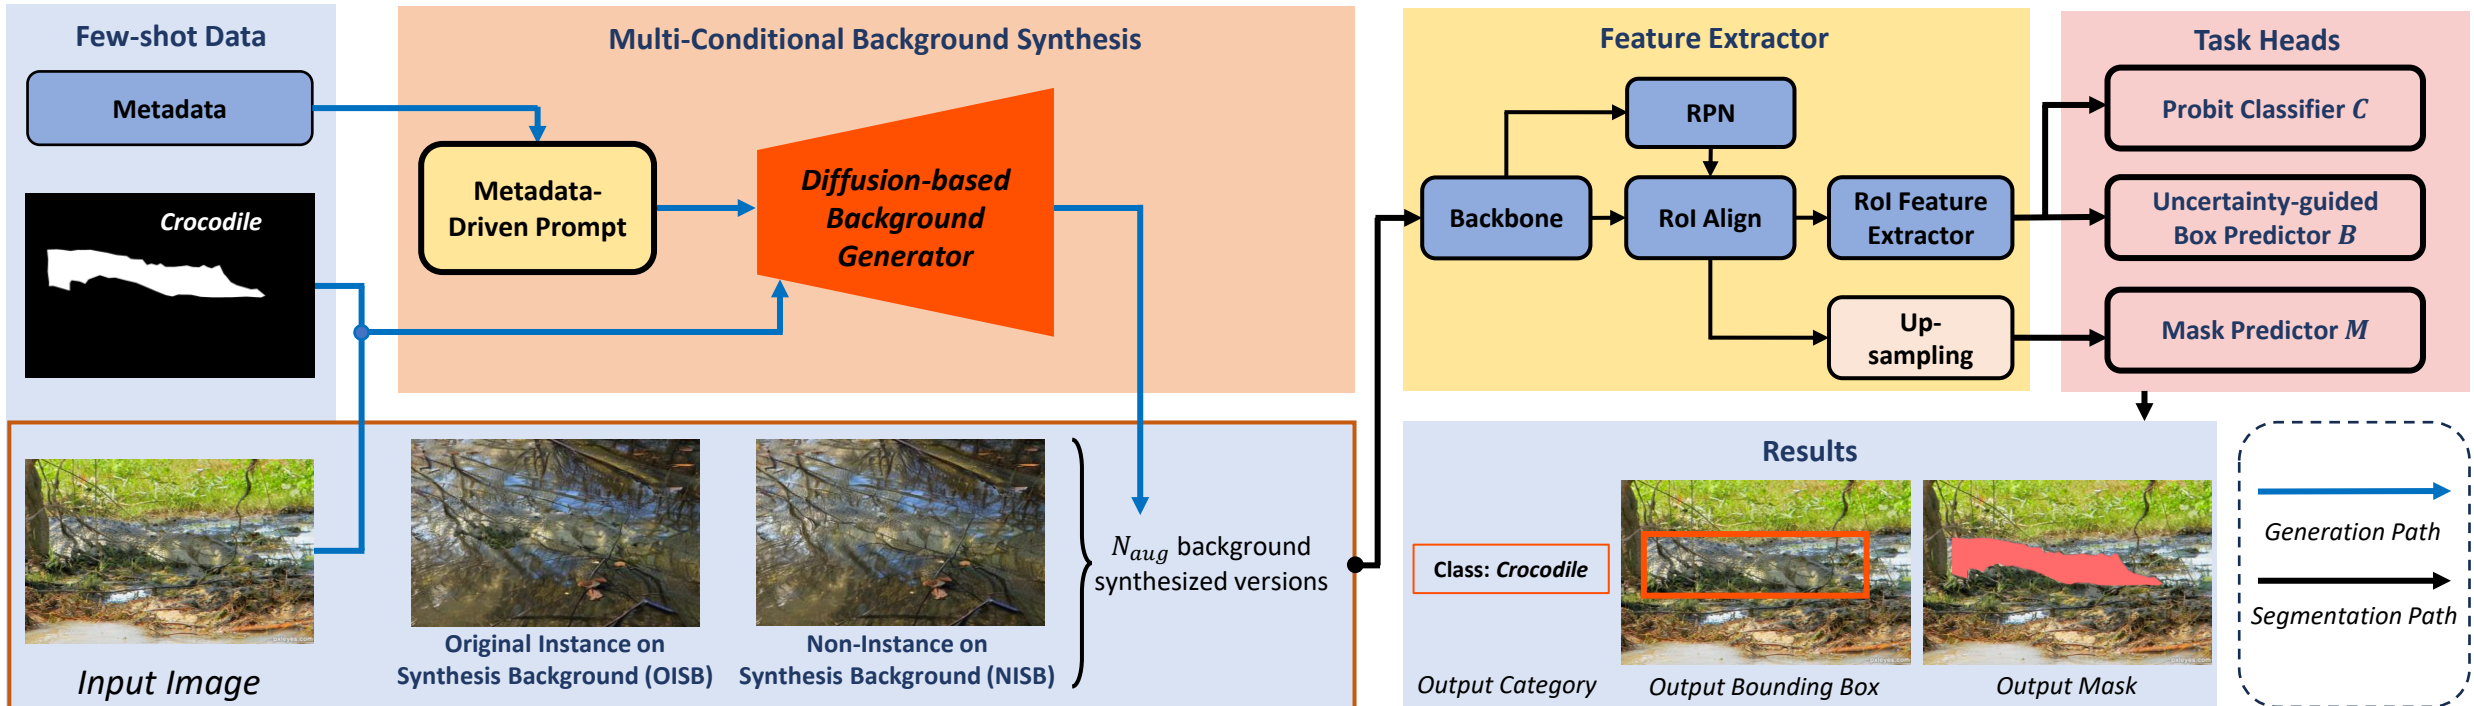 Few-shot Data
Metadata
Crocodile
Input Image
Multi-Conditional Background Synthesis
Metadata-
Driven Prompt
Diffusion-based
Background
Generator
Original Instance on
Synthesis Background (OISB)
Non-Instance on
Synthesis Background (NISB)
N_aug background
synthesized versions
Feature Extractor
RPN
Backbone
RoI Align
RoI Feature
Extractor
Up-
sampling
Task Heads
Probit Classifier C
Uncertainty-guided
Box Predictor B
Mask Predictor M
Results
Class: Crocodile
Output Category
Output Bounding Box
Output Mask
Generation Path
Segmentation Path